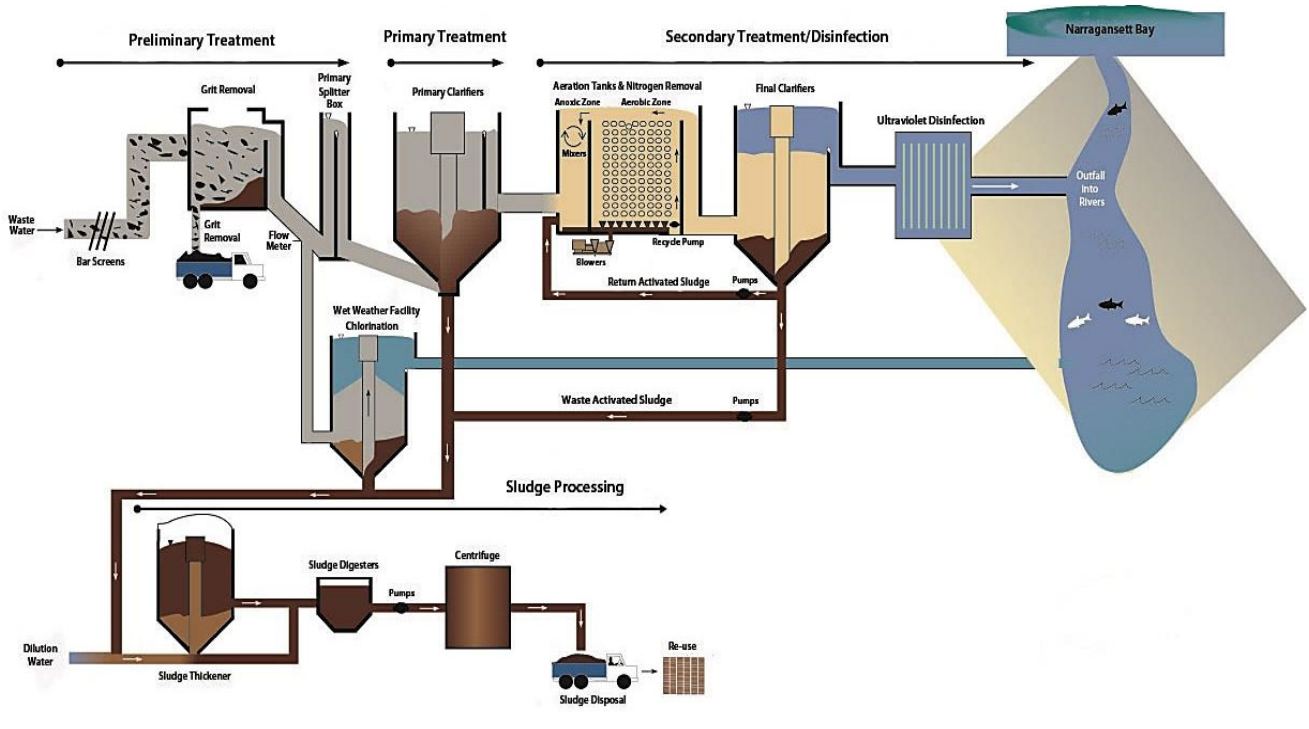 Preliminary Treatment
Primary Treatment
Secondary Treatment/Disinfection
Narragansett Bay
Grit Removal
Primary
Splitter
Box
Primary Clarifiers
Aeration Tanks & Nitrogen Removal
Anoxic Zone
Aerobic Zone
Final Clarifiers
Ultraviolet Disinfection
Mixers
Outfall
Into
Rivers
Waste
Water
Bar Screens
Grit
Removal
Flow
Meter
Recycle Pump
Blowers
Return Activated Sludge
Pumps
Wet Weather Facility
Chlorination
Waste Activated Sludge
Pumps
Sludge Processing
Sludge Digesters
Centrifuge
Pumps
Dilution
Water
Sludge Thickener
Re-use
Sludge Disposal